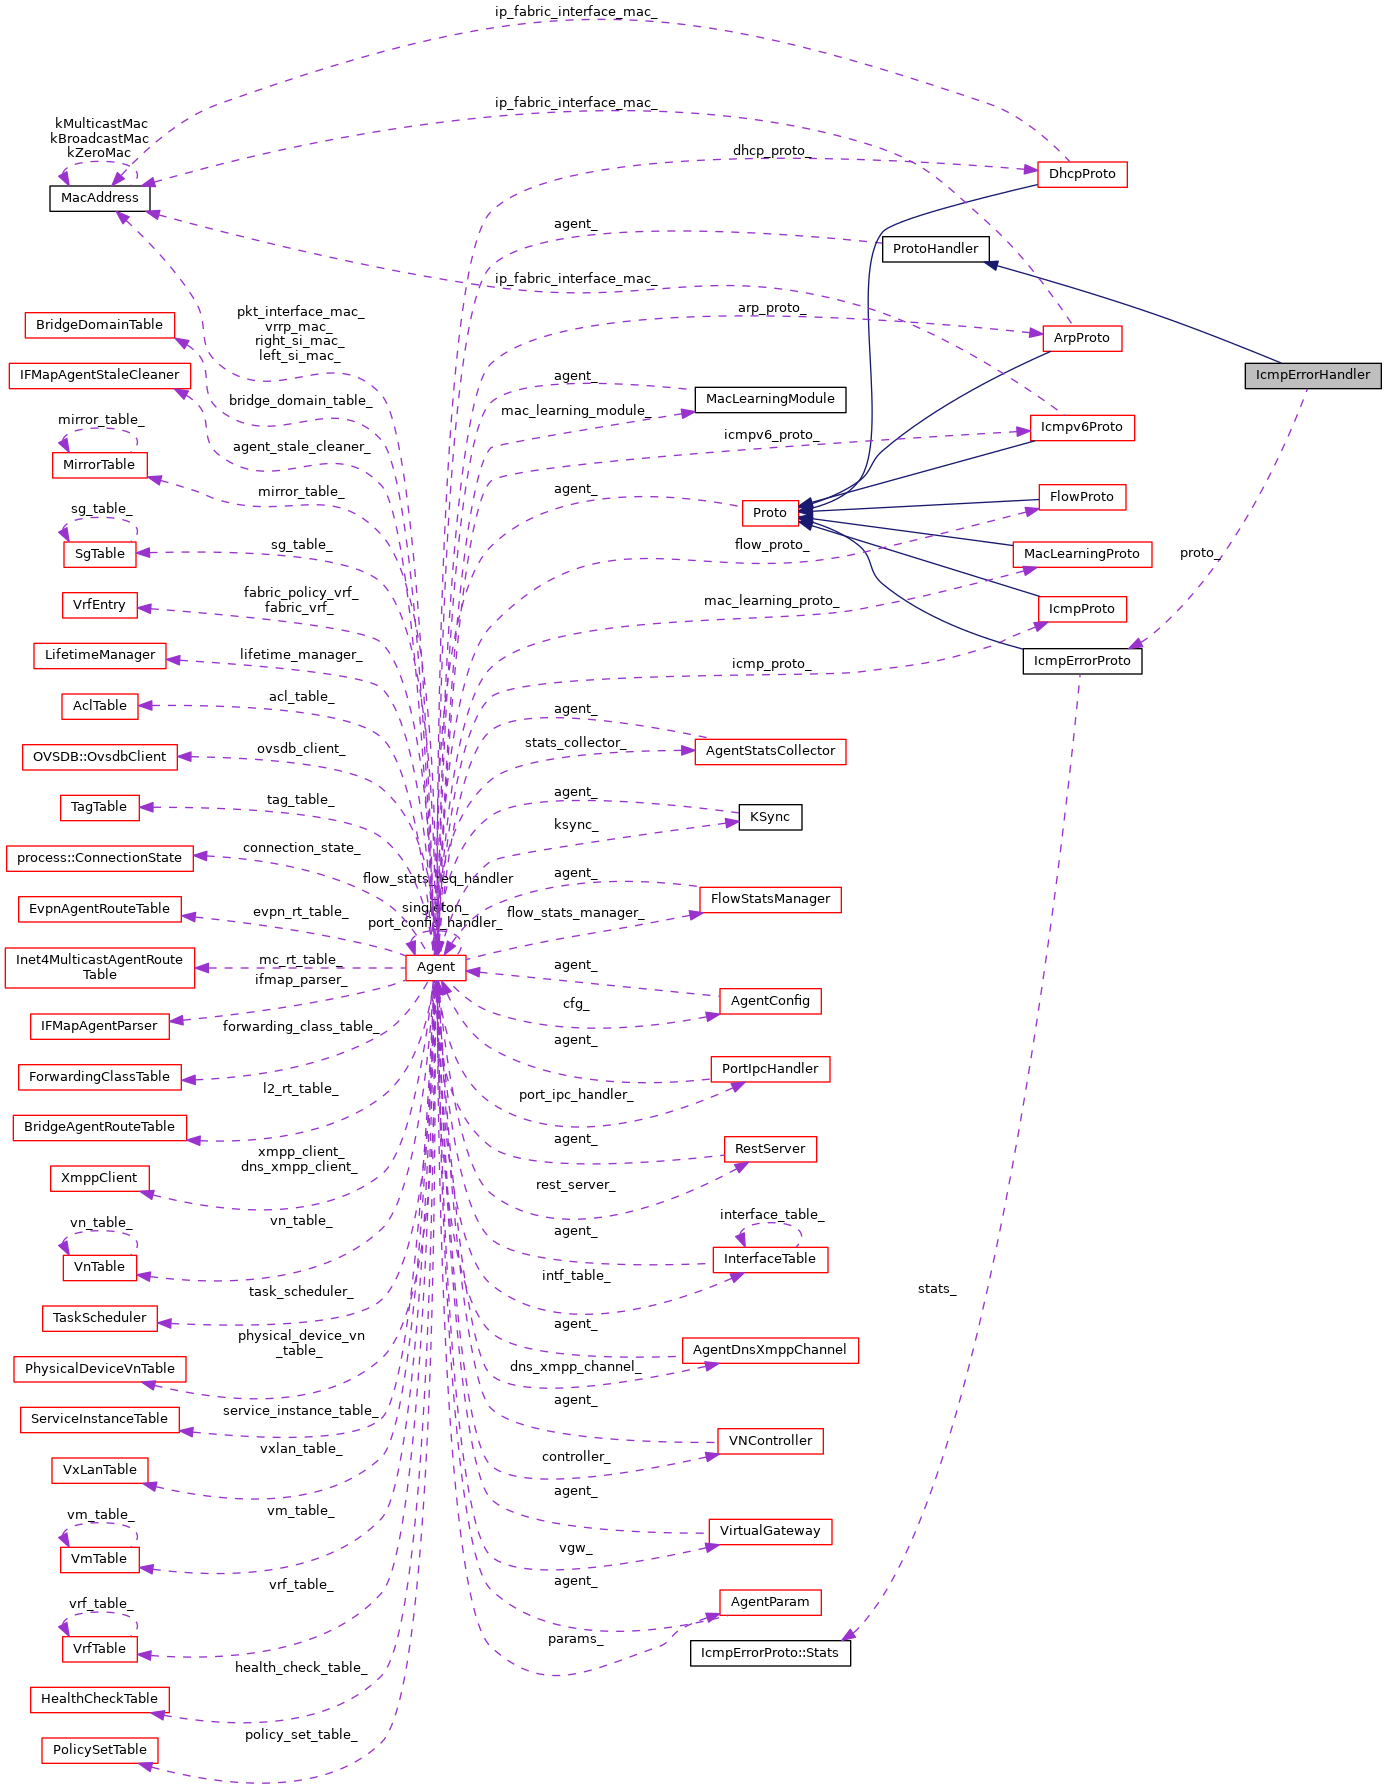 ip_fabric_interface_mac_
ip_fabric_interface_mac_
kMulticastMac
kBroadcastMac
kZeroMac
dhcp_proto_
DhcpProto
MacAddress
agent_
ProtoHandler
ip_fabric_interface_mac_
pkt_interface_mac_
vrrp_mac_
right_si_mac_
left_si_mac_
arp_proto_
BridgeDomainTable
ArpProto
IFMapAgentStaleCleaner
agent_
IcmpErrorHandler
bridge_domain_table_
mac_learning_module_
MacLearningModule
mirror_table_
agent_stale_cleaner_
icmpv6_proto_
Icmpv6Proto
MirrorTable
mirror_table_
agent_
FlowProto
sg_table_
Proto
sg_table_
flow_proto_
SgTable
MacLearningProto
proto_
fabric_policy_vrf_
fabric_vrf_
VrfEntry
mac_learning_proto_
IcmpProto
lifetime_manager_
LifetimeManager
icmp_proto_
IcmpErrorProto
acl_table_
AclTable
agent_
ovsdb_client_
OVSDB::OvsdbClient
stats_collector_
AgentStatsCollector
tag_table_
TagTable
agent_
ksync_
KSync
connection_state_
process::ConnectionState
flow_stats_req_handler
agent_
singleton_
port_config_handler_
evpn_rt_table_
EvpnAgentRouteTable
flow_stats_manager_
FlowStatsManager
Inet4MulticastAgentRoute
Table
mc_rt_table_
Agent
agent_
ifmap_parser_
cfg_
AgentConfig
IFMapAgentParser
forwarding_class_table_
agent_
ForwardingClassTable
PortIpcHandler
l2_rt_table_
port_ipc_handler_
BridgeAgentRouteTable
agent_
xmpp_client_
dns_xmpp_client_
RestServer
XmppClient
rest_server_
vn_table_
vn_table_
interface_table_
agent_
VnTable
InterfaceTable
task_scheduler_
intf_table_
stats_
TaskScheduler
agent_
physical_device_vn
_table_
AgentDnsXmppChannel
PhysicalDeviceVnTable
dns_xmpp_channel_
service_instance_table_
ServiceInstanceTable
agent_
vxlan_table_
VNController
VxLanTable
controller_
agent_
vm_table_
vm_table_
VirtualGateway
VmTable
vgw_
vrf_table_
agent_
vrf_table_
AgentParam
VrfTable
params_
IcmpErrorProto::Stats
health_check_table_
HealthCheckTable
policy_set_table_
PolicySetTable